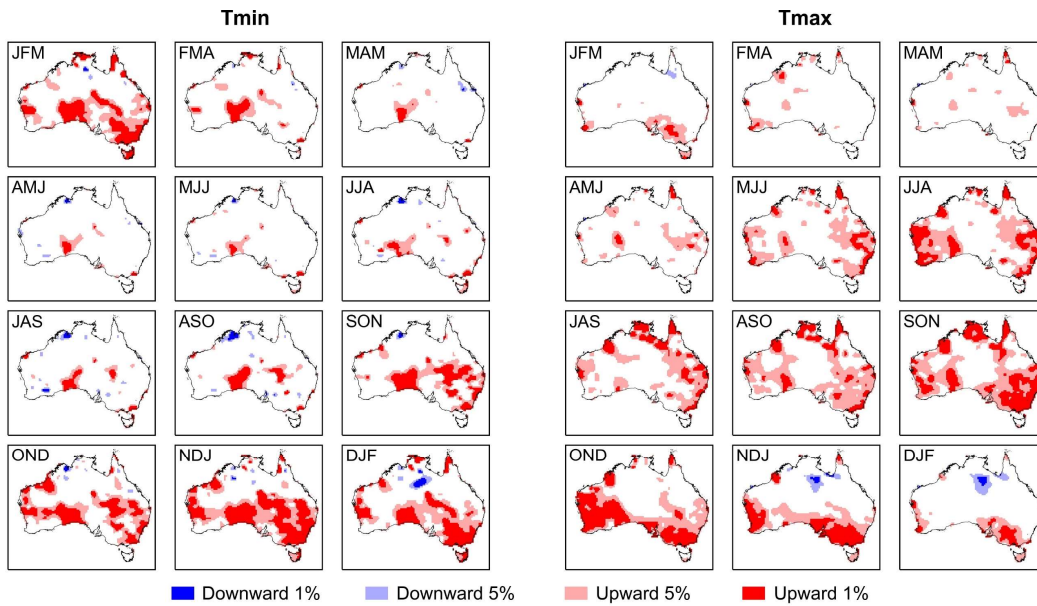 Tmin Tmax
JFM FMA MAM JFM FMA MAM
AMJ MJJ JJA AMJ MJJ JJA
JAS ASO SON JAS ASO SON
OND NDJ DJF OND NDJ DJF
Downward 1% Downward 5% Upward 5% Upward 1%